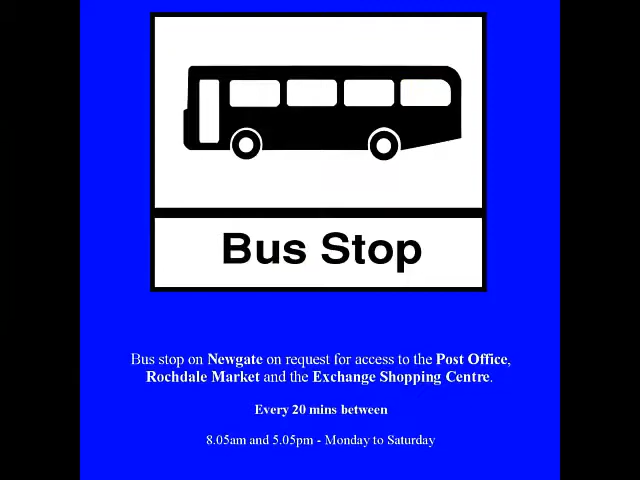 Bus Stop
Bus stop on Newgate on request for access to the Post Office,
Rochdale Market and the Exchange Shopping Centre.
Every 20 mins between
8.05am and 5.05pm - Monday to Saturday